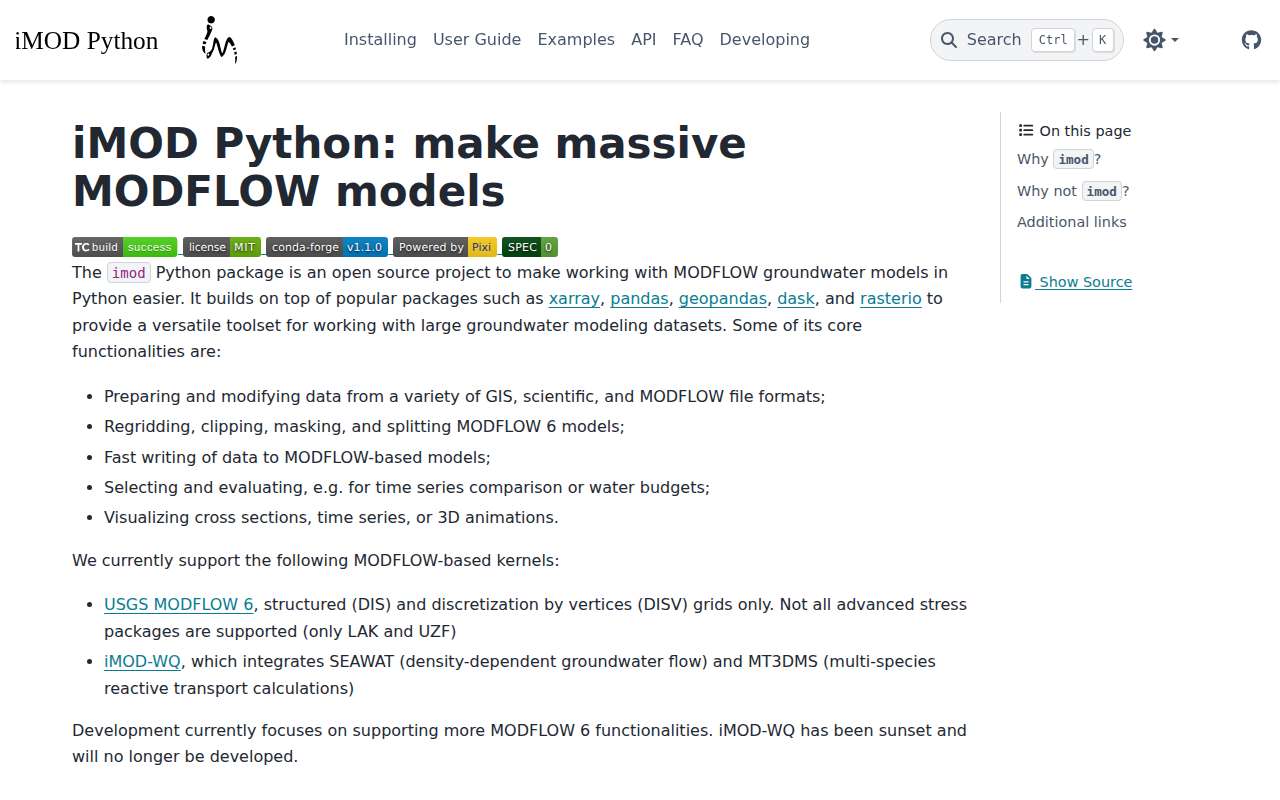 iMOD Python
Installing User Guide Examples API FAQ Developing
Search Ctrl + K
iMOD Python: make massive
MODFLOW models
TC build success license MIT conda-forge v1.1.0 Powered by Pixi SPEC 0
The imod Python package is an open source project to make working with MODFLOW groundwater models in
Python easier. It builds on top of popular packages such as xarray, pandas, geopandas, dask, and rasterio to
provide a versatile toolset for working with large groundwater modeling datasets. Some of its core
functionalities are:
• Preparing and modifying data from a variety of GIS, scientific, and MODFLOW file formats;
• Regridding, clipping, masking, and splitting MODFLOW 6 models;
• Fast writing of data to MODFLOW-based models;
• Selecting and evaluating, e.g. for time series comparison or water budgets;
• Visualizing cross sections, time series, or 3D animations.
We currently support the following MODFLOW-based kernels:
• USGS MODFLOW 6, structured (DIS) and discretization by vertices (DISV) grids only. Not all advanced stress
packages are supported (only LAK and UZF)
• iMOD-WQ, which integrates SEAWAT (density-dependent groundwater flow) and MT3DMS (multi-species
reactive transport calculations)
Development currently focuses on supporting more MODFLOW 6 functionalities. iMOD-WQ has been sunset and
will no longer be developed.
On this page
Why imod?
Why not imod?
Additional links
Show Source